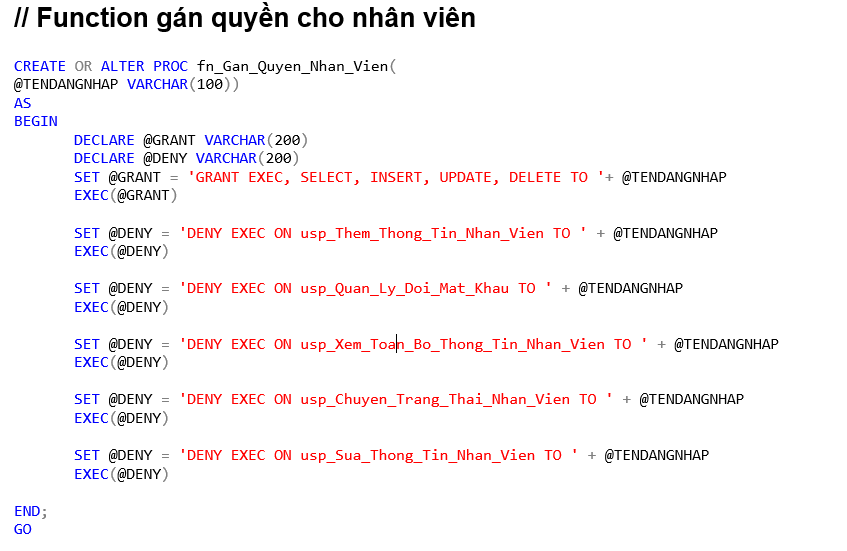 // Function gán quyền cho nhân viên
CREATE OR ALTER PROC fn_Gan_Quyen_Nhan_Vien(
@TENDANGNHAP VARCHAR(100))
AS
BEGIN
DECLARE @GRANT VARCHAR(200)
DECLARE @DENY VARCHAR(200)
SET @GRANT = 'GRANT EXEC, SELECT, INSERT, UPDATE, DELETE TO '+ @TENDANGNHAP
EXEC(@GRANT)
SET @DENY = 'DENY EXEC ON usp_Them_Thong_Tin_Nhan_Vien TO ' + @TENDANGNHAP
EXEC(@DENY)
SET @DENY = 'DENY EXEC ON usp_Quan_Ly_Doi_Mat_Khau TO ' + @TENDANGNHAP
EXEC(@DENY)
SET @DENY = 'DENY EXEC ON usp_Xem_Toan_Bo_Thong_Tin_Nhan_Vien TO ' + @TENDANGNHAP
EXEC(@DENY)
SET @DENY = 'DENY EXEC ON usp_Chuyen_Trang_Thai_Nhan_Vien TO ' + @TENDANGNHAP
EXEC(@DENY)
SET @DENY = 'DENY EXEC ON usp_Sua_Thong_Tin_Nhan_Vien TO ' + @TENDANGNHAP
EXEC(@DENY)
END;
GO